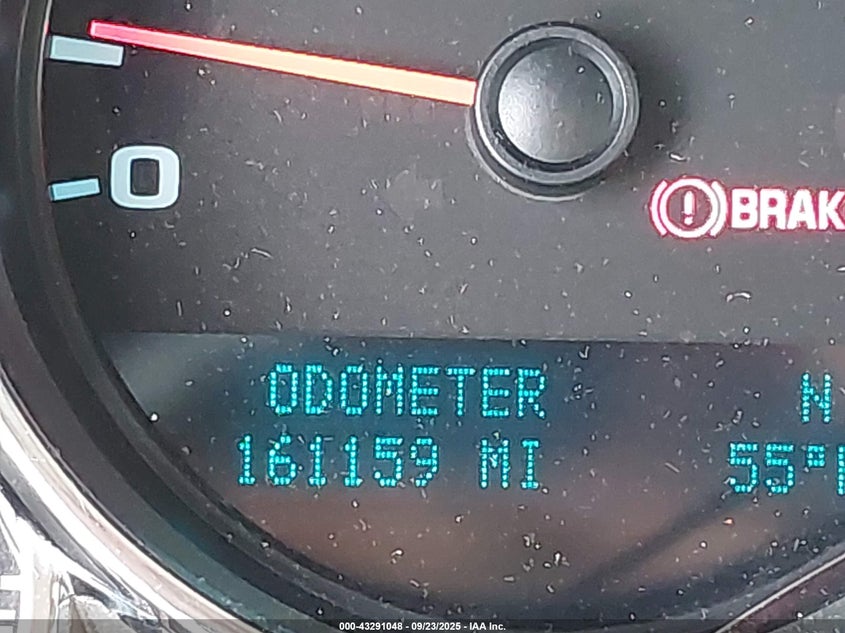 0
BRAK
ODOMETER N
161159 MI 55°
000-43291048 - 09/23/2025 - IAA Inc.